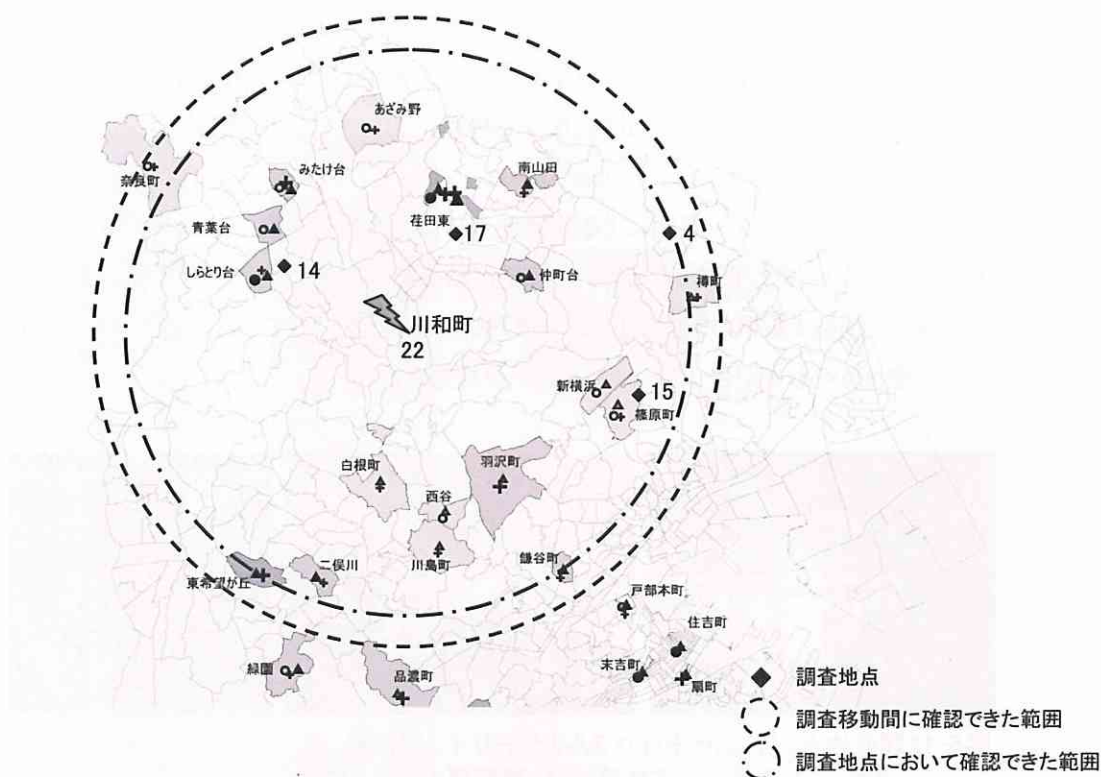 あざみ野
奈良町
みたけ台
南山田
荏田東
青葉台
17
4
しらとり台
14
仲町台
樽町
川和町
22
新横浜
15
篠原町
白根町
羽沢町
西谷
東希望が丘
二俣川
川島町
鎌谷町
戸部本町
住吉町
緑園
品濃町
末吉町
扇町
調査地点
調査移動間に確認できた範囲
調査地点において確認できた範囲